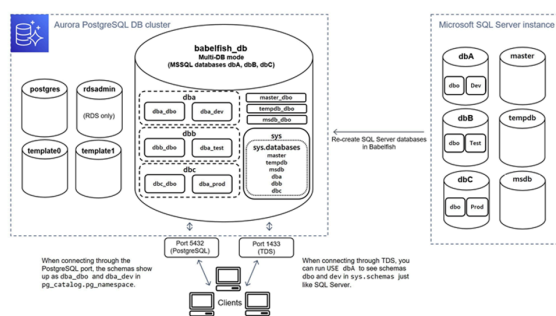 Aurora PostgreSQL DB cluster
babelfish_db
Multi-DB mode
(MSSQL databases dbA, dbB, dbC)
postgres
rdsadmin
(RDS only)
template0
template1
dba
dba_dbo
dba_dev
dbb
dbb_dbo
dba_test
dbc
dbc_dbo
dba_prod
master_dbo
tempdb_dbo
msdb_dbo
sys
sys.databases
master
tempdb
msdb
dba
dbb
dbc
Re-create SQL Server databases
in Babelfish
Microsoft SQL Server instance
dbA
dbo
Dev
master
dbB
dbo
Test
tempdb
dbC
dbo
Prod
msdb
Port 5432
(PostgreSQL)
Port 1433
(TDS)
When connecting through the
PostgreSQL port, the schemas show
up as dba_dbo and dba_dev in
pg_catalog.pg_namespace.
When connecting through TDS, you
can run USE dbA to see schemas
dbo and dev in sys.schemas just
like SQL Server.
Clients